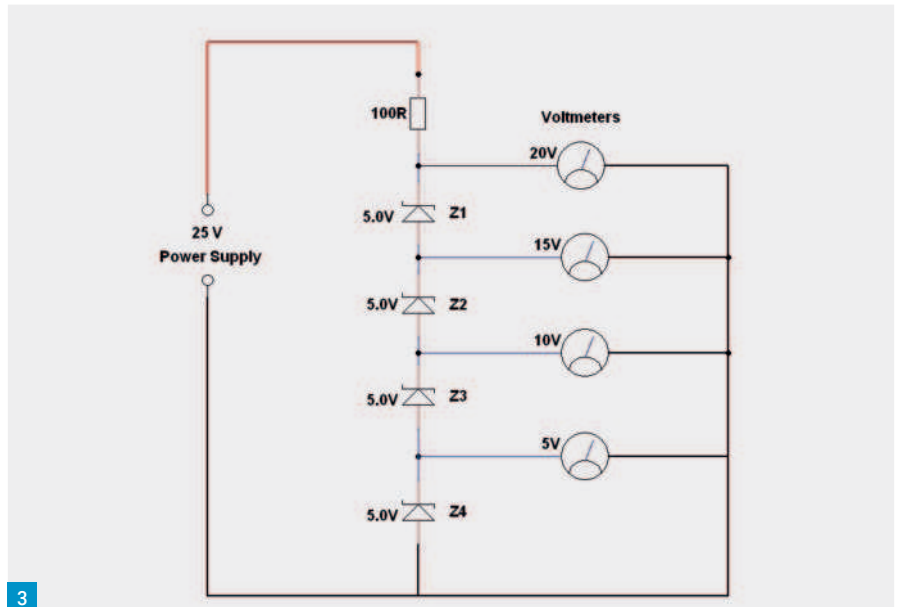 100R
Voltmeters
20V
5.0V
Z1
25 V
Power Supply
15V
5.0V
Z2
10V
5.0V
Z3
5V
5.0V
Z4
3